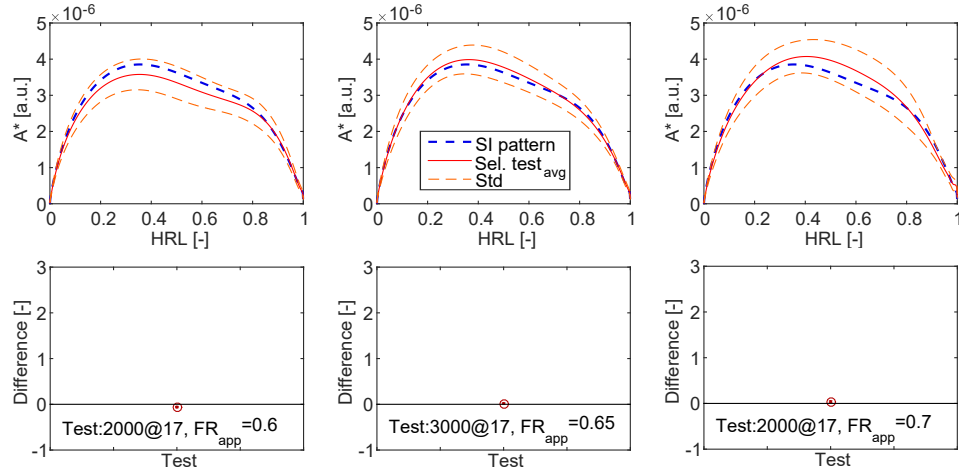 ×10⁻⁶ ×10⁻⁶ ×10⁻⁶
5 5 5
4 4 4
3 3 3
2 2 2
1 1 1
0 0 0
A* [a.u.] A* [a.u.] A* [a.u.]
SI pattern
Sel. test_avg
Std
0 0.2 0.4 0.6 0.8 1 0 0.2 0.4 0.6 0.8 1 0 0.2 0.4 0.6 0.8 1
HRL [-] HRL [-] HRL [-]
3 3 3
2 2 2
1 1 1
0 0 0
-1 -1 -1
Difference [-] Difference [-] Difference [-]
Test:2000@17, FR_app=0.6 Test:3000@17, FR_app=0.65 Test:2000@17, FR_app=0.7
Test Test Test